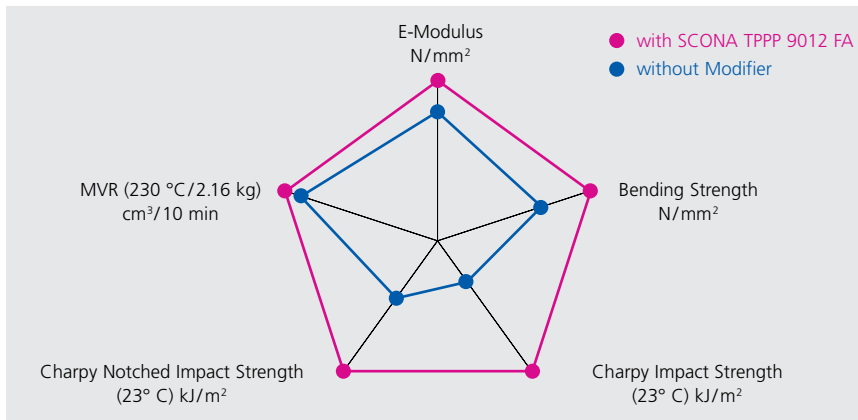 E-Modulus
N/mm²
with SCONA TPPP 9012 FA
without Modifier
MVR (230 °C/2.16 kg)
cm³/10 min
Bending Strength
N/mm²
Charpy Notched Impact Strength
(23° C) kJ/m²
Charpy Impact Strength
(23° C) kJ/m²